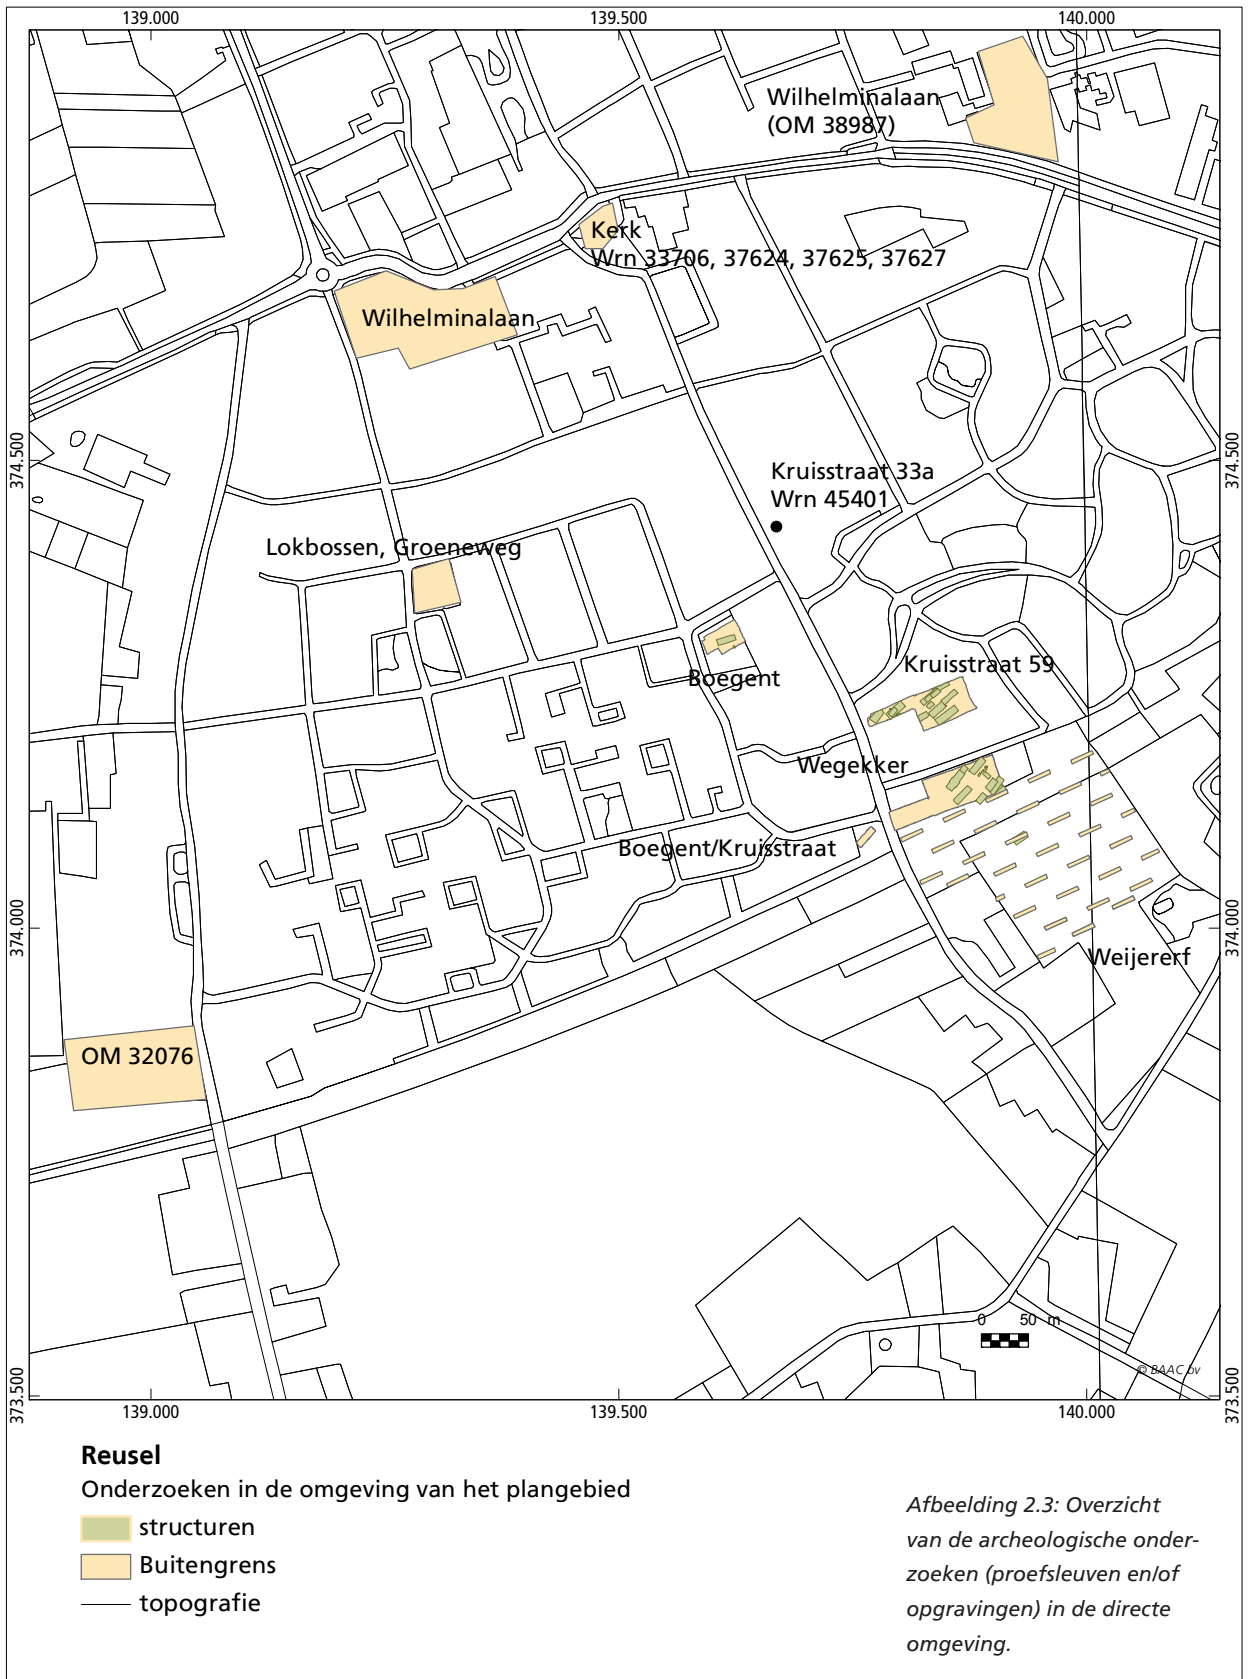 139.000
139.500
140.000
Wilhelminalaan
(OM 38987)
Kerk
Wrn 33706, 37624, 37625, 37627
Wilhelminalaan
374.500
374.500
Kruisstraat 33a
Wrn 45401
Lokbossen, Groeneweg
Kruisstraat 59
Boegent
Wegekker
Boegent/Kruisstraat
374.000
374.000
Weijererf
OM 32076
0 50 m
© BAAC bv
373.500
373.500
139.000
139.500
140.000
Reusel
Onderzoeken in de omgeving van het plangebied
structuren
Buitengrens
topografie
Afbeelding 2.3: Overzicht
van de archeologische onder-
zoeken (proefsleuven en/of
opgravingen) in de directe
omgeving.